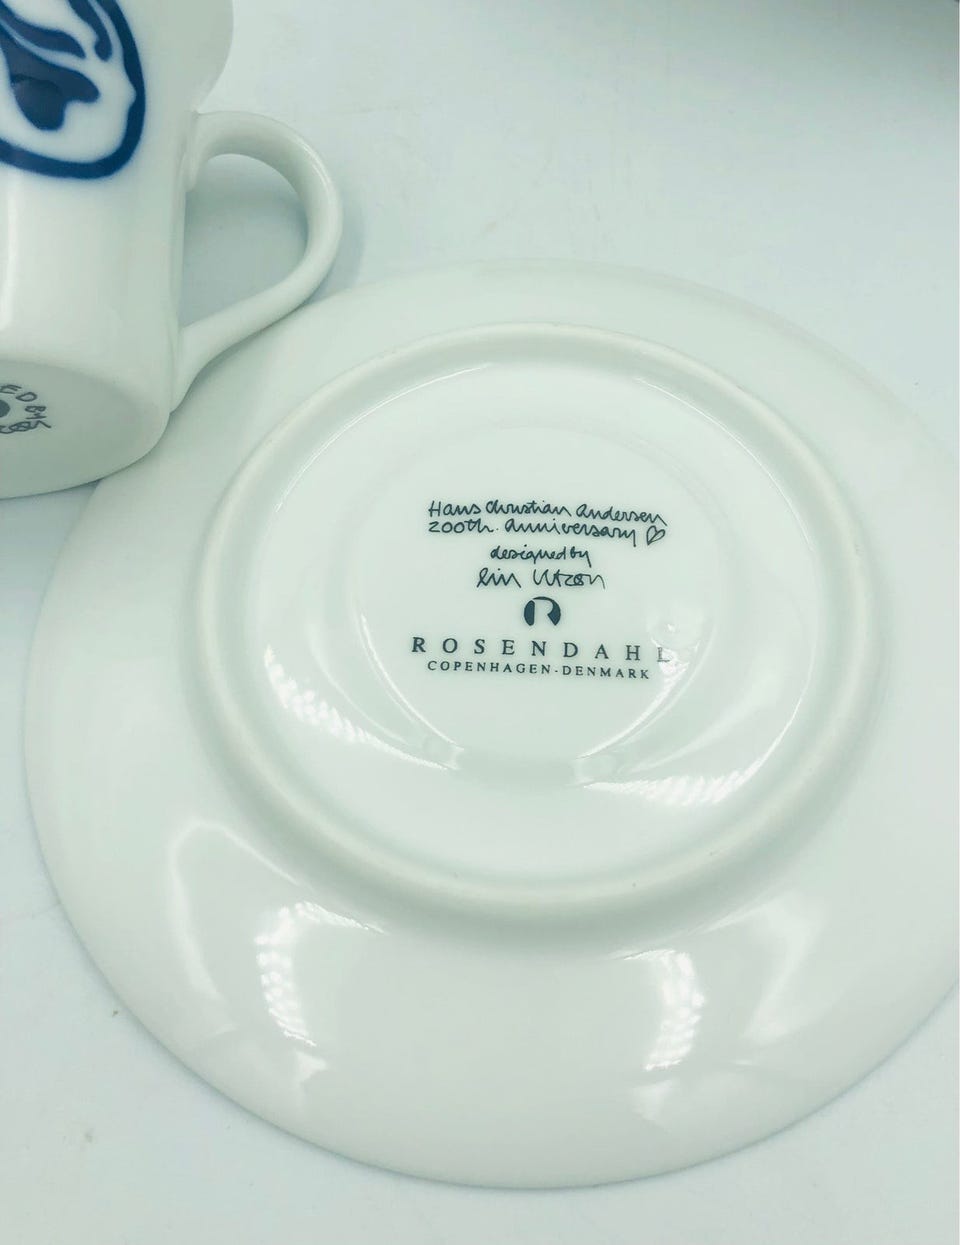 Hans Christian Andersen
200th. anniversary
designed by
Lin Utzon
ROSENDAHL
COPENHAGEN-DENMARK